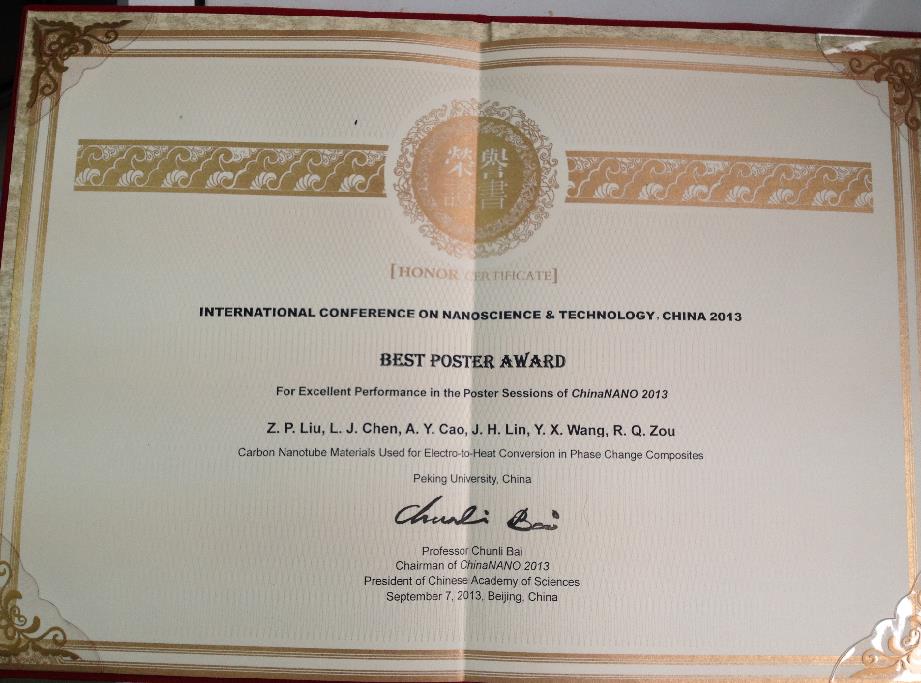 榮譽
證書
[HONOR CERTIFICATE]
INTERNATIONAL CONFERENCE ON NANOSCIENCE & TECHNOLOGY, CHINA 2013
BEST POSTER AWARD
For Excellent Performance in the Poster Sessions of ChinaNANO 2013
Z. P. Liu, L. J. Chen, A. Y. Cao, J. H. Lin, Y. X. Wang, R. Q. Zou
Carbon Nanotube Materials Used for Electro-to-Heat Conversion in Phase Change Composites
Peking University, China
Chunli Bai
Professor Chunli Bai
Chairman of ChinaNANO 2013
President of Chinese Academy of Sciences
September 7, 2013, Beijing, China